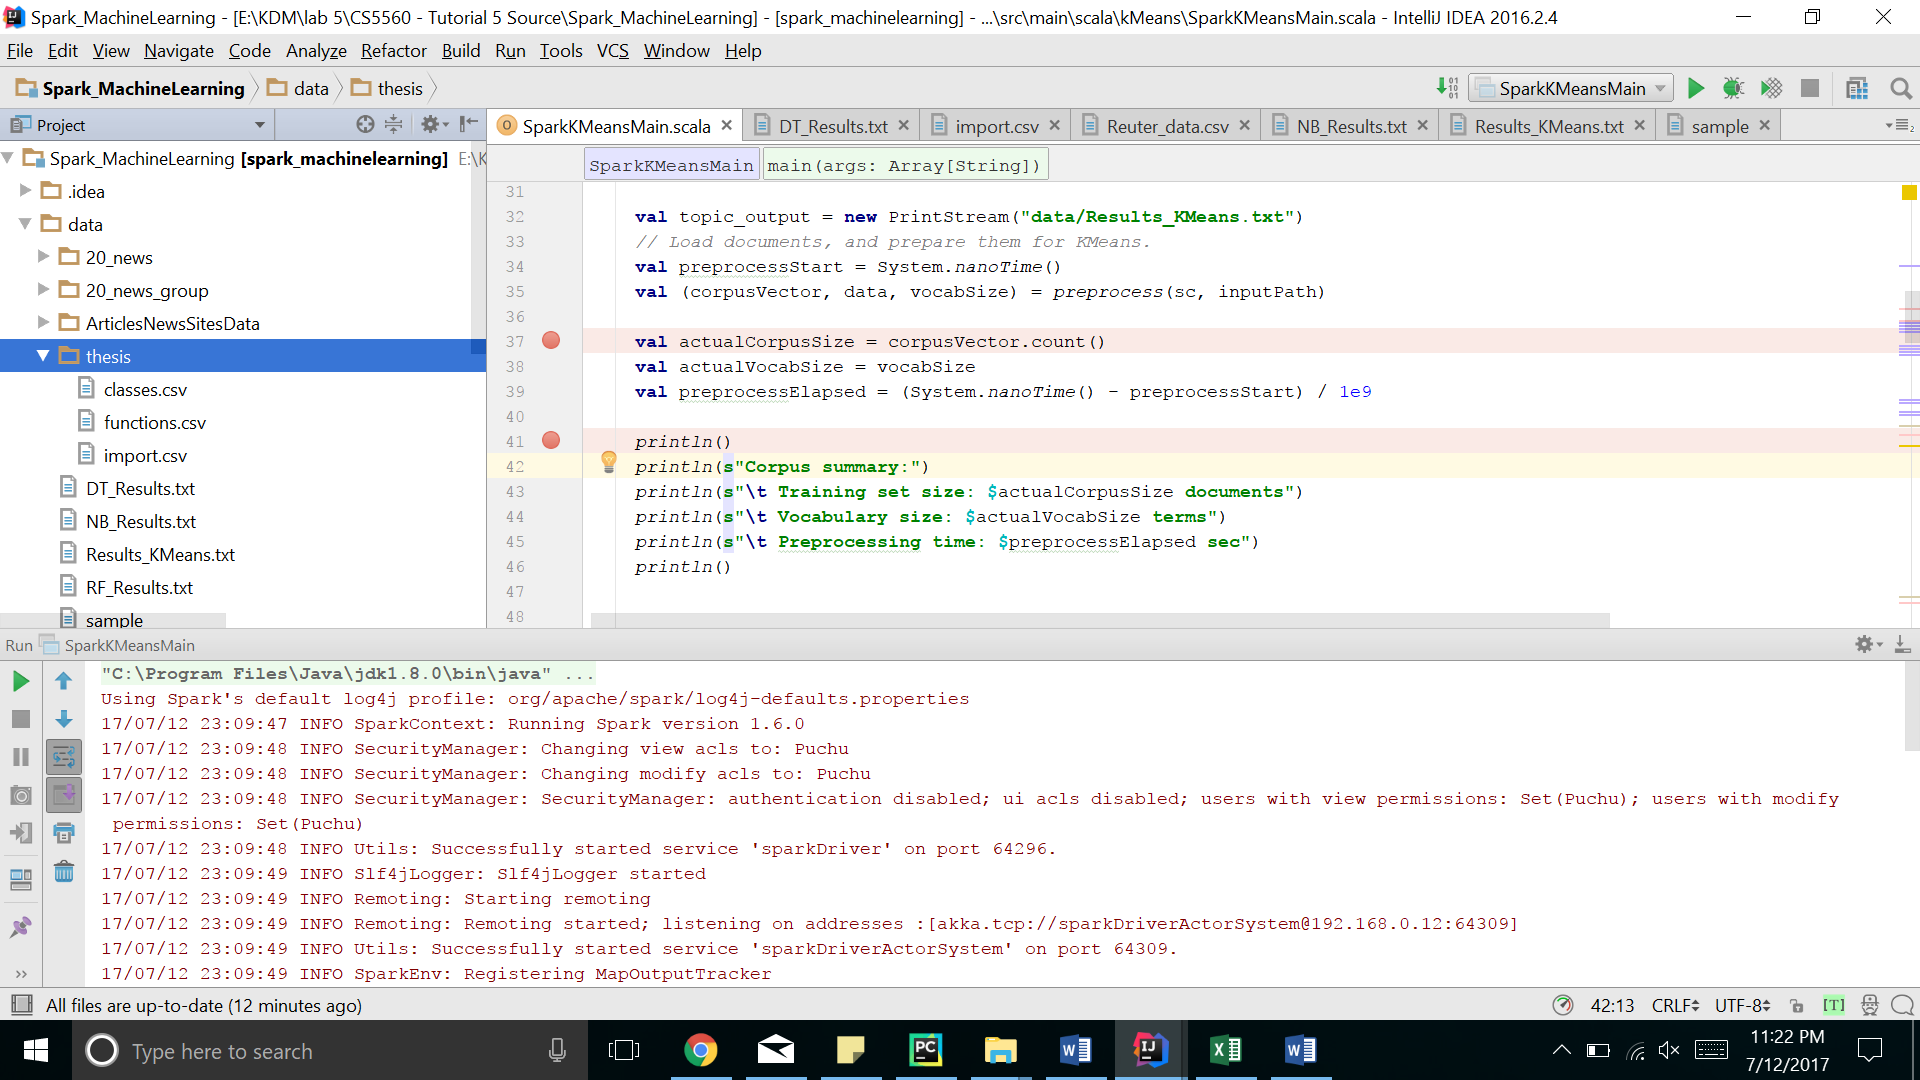 Spark_MachineLearning - [E:\KDM\lab 5\CS5560 - Tutorial 5 Source\Spark_MachineLearning] - [spark_machinelearning] - ...\src\main\scala\kMeans\SparkKMeansMain.scala - IntelliJ IDEA 2016.2.4
File Edit View Navigate Code Analyze Refactor Build Run Tools VCS Window Help
Spark_MachineLearning data thesis SparkKMeansMain
Project
SparkKMeansMain.scala DT_Results.txt import.csv Reuter_data.csv NB_Results.txt Results_KMeans.txt sample
Spark_MachineLearning [spark_machinelearning] E:\K
.idea
data
20_news
20_news_group
ArticlesNewsSitesData
thesis
classes.csv
functions.csv
import.csv
DT_Results.txt
NB_Results.txt
Results_KMeans.txt
RF_Results.txt
sample
SparkKMeansMain main(args: Array[String])
31
32 val topic_output = new PrintStream("data/Results_KMeans.txt")
33 // Load documents, and prepare them for KMeans.
34 val preprocessStart = System.nanoTime()
35 val (corpusVector, data, vocabSize) = preprocess(sc, inputPath)
36
37 val actualCorpusSize = corpusVector.count()
38 val actualVocabSize = vocabSize
39 val preprocessElapsed = (System.nanoTime() - preprocessStart) / 1e9
40
41 println()
42 println(s"Corpus summary:")
43 println(s"\t Training set size: $actualCorpusSize documents")
44 println(s"\t Vocabulary size: $actualVocabSize terms")
45 println(s"\t Preprocessing time: $preprocessElapsed sec")
46 println()
47
48
Run SparkKMeansMain
"C:\Program Files\Java\jdk1.8.0\bin\java" ...
Using Spark's default log4j profile: org/apache/spark/log4j-defaults.properties
17/07/12 23:09:47 INFO SparkContext: Running Spark version 1.6.0
17/07/12 23:09:48 INFO SecurityManager: Changing view acls to: Puchu
17/07/12 23:09:48 INFO SecurityManager: Changing modify acls to: Puchu
17/07/12 23:09:48 INFO SecurityManager: SecurityManager: authentication disabled; ui acls disabled; users with view permissions: Set(Puchu); users with modify
permissions: Set(Puchu)
17/07/12 23:09:48 INFO Utils: Successfully started service 'sparkDriver' on port 64296.
17/07/12 23:09:49 INFO Slf4jLogger: Slf4jLogger started
17/07/12 23:09:49 INFO Remoting: Starting remoting
17/07/12 23:09:49 INFO Remoting: Remoting started; listening on addresses :[akka.tcp://sparkDriverActorSystem@192.168.0.12:64309]
17/07/12 23:09:49 INFO Utils: Successfully started service 'sparkDriverActorSystem' on port 64309.
17/07/12 23:09:49 INFO SparkEnv: Registering MapOutputTracker
All files are up-to-date (12 minutes ago) 42:13 CRLF UTF-8 [T]
Type here to search
11:22 PM
7/12/2017